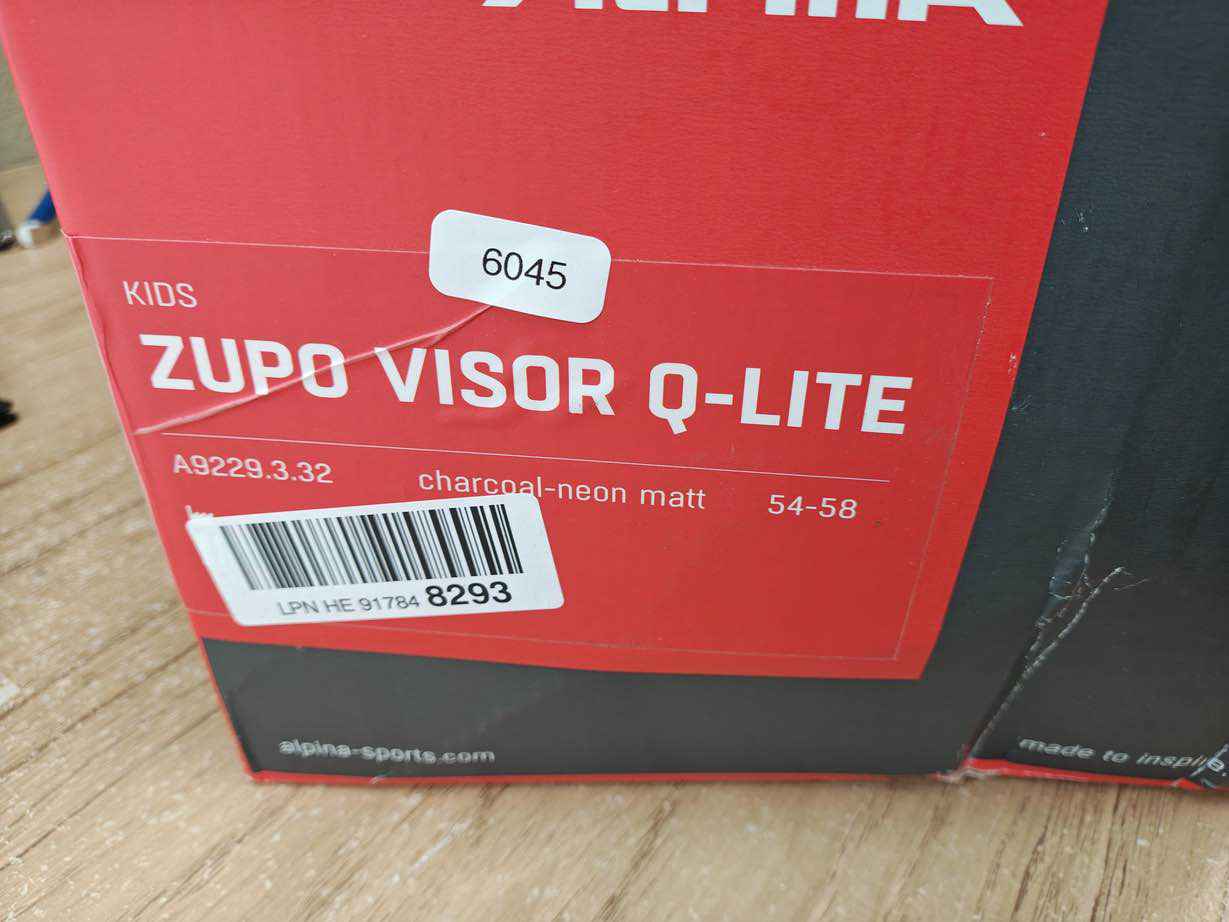 ALPINA
6045
KIDS
ZUPO VISOR Q-LITE
A9229.3.32 charcoal-neon matt 54-58
LPN HE 91784 8293
alpina-sports.com
made to inspire